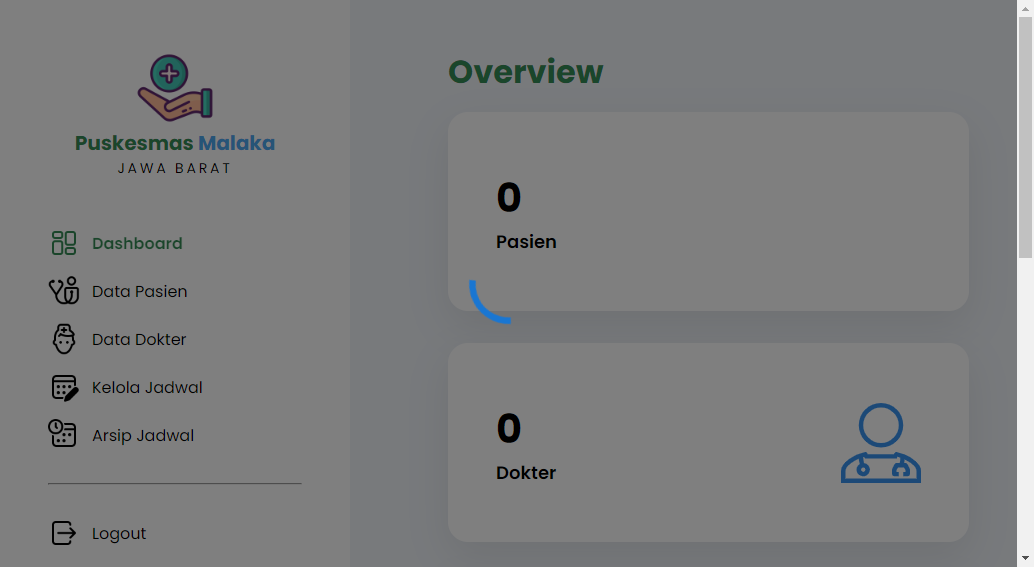 Puskesmas Malaka
JAWA BARAT
Dashboard
Data Pasien
Data Dokter
Kelola Jadwal
Arsip Jadwal
Logout
Overview
0
Pasien
0
Dokter